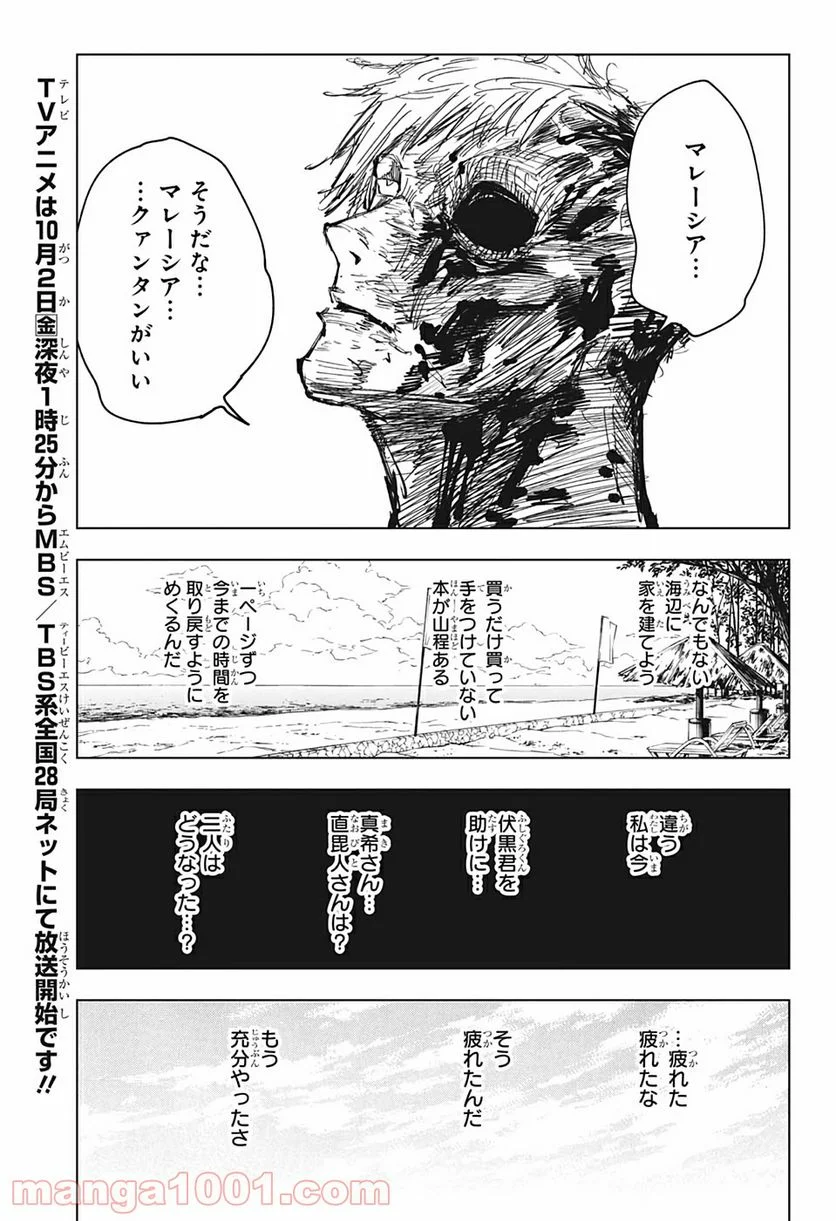 マレーシア…
そうだな…
マレーシア…
…クァンタンがいい
なんでもない
海辺に
家を建てよう
買うだけ買って
手をつけていない
本が山程ある
一ページずつ
今までの時間を
取り戻すように
めくるんだ
違う
私は今
伏黒君を
助けに…
真希さん…
直毘人さんは?
二人は
どうなった…?
…疲れた
疲れたな
そう
疲れたんだ
もう
充分やったさ
TVアニメは10月2日㊎深夜1時25分からMBS/TBS系全国28局ネットにて放送開始です!!
manga1001.com